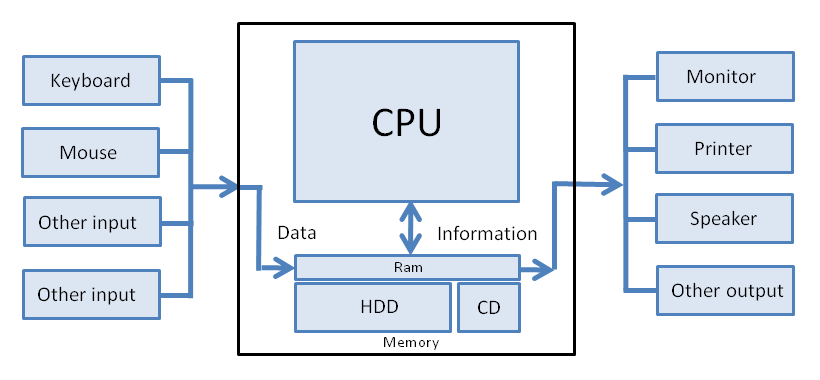 Keyboard
Mouse
Other input
Other input
CPU
Data
Information
Ram
HDD
CD
Memory
Monitor
Printer
Speaker
Other output